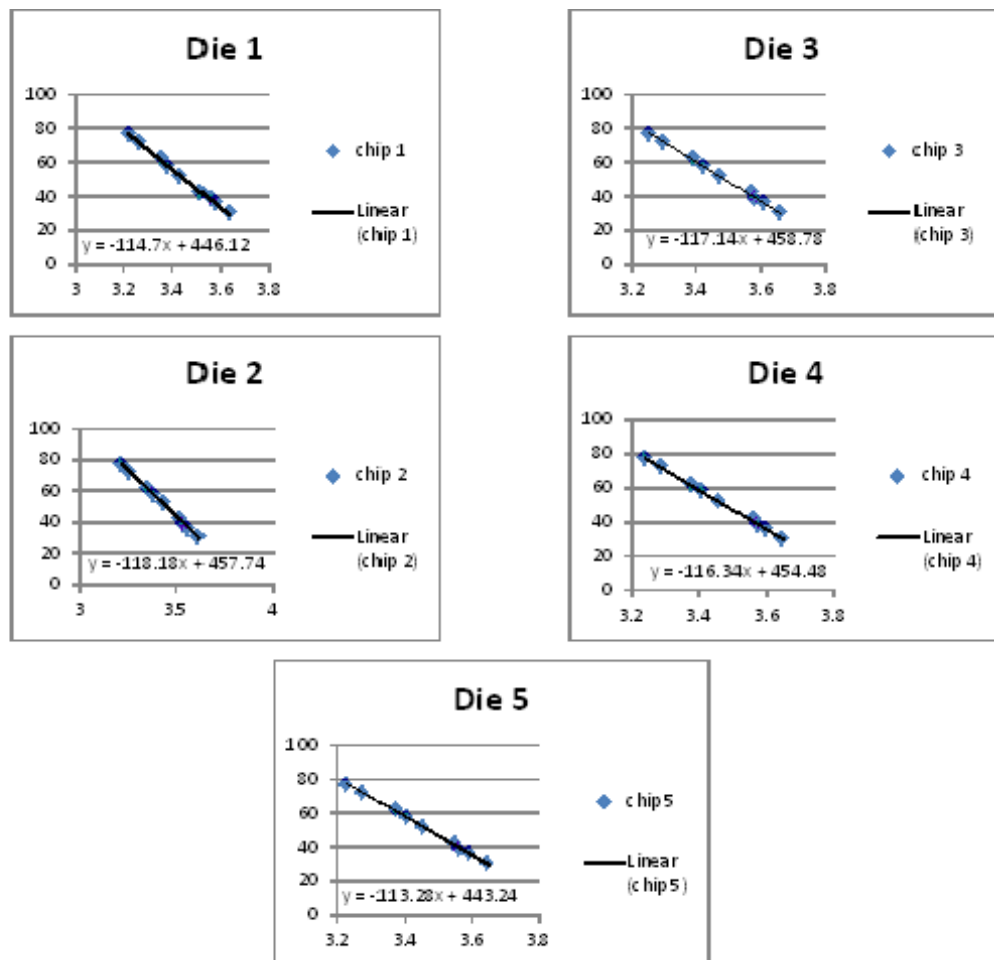 Die 1
100
80
60
40
20
0
3 3.2 3.4 3.6 3.8
y = -114.7x + 446.12
chip 1
Linear
(chip 1)
Die 3
100
80
60
40
20
0
3.2 3.4 3.6 3.8
y = -117.14x + 458.78
chip 3
Linear
(chip 3)
Die 2
100
80
60
40
20
0
3 3.5 4
y = -118.18x + 457.74
chip 2
Linear
(chip 2)
Die 4
100
80
60
40
20
0
3.2 3.4 3.6 3.8
y = -116.34x + 454.48
chip 4
Linear
(chip 4)
Die 5
100
80
60
40
20
0
3.2 3.4 3.6 3.8
y = -113.28x + 443.24
chip5
Linear
(chip5)